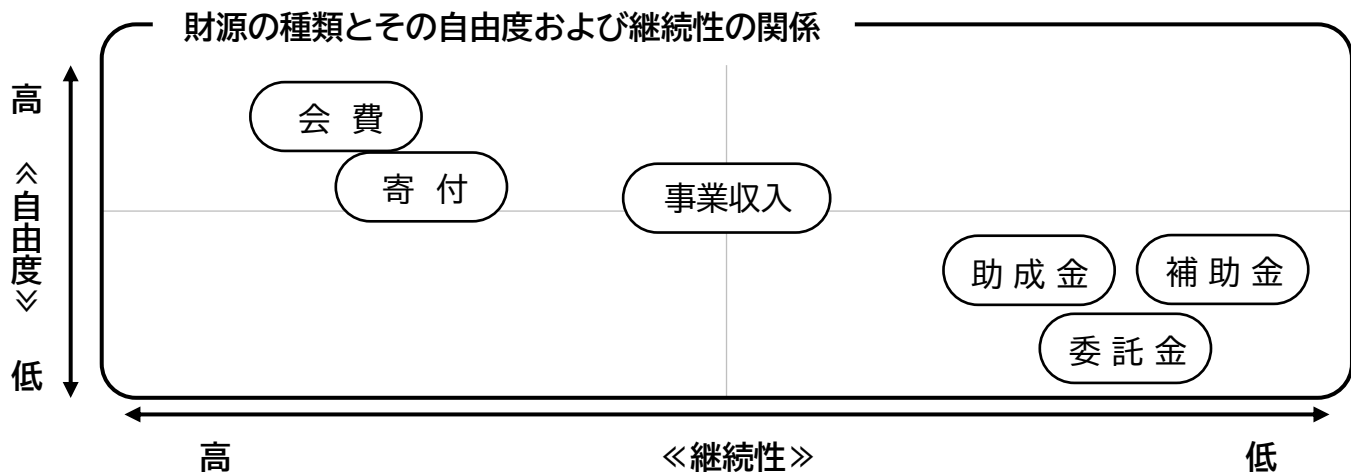 財源の種類とその自由度および継続性の関係
高
≪自由度≫
低
会 費
寄 付
事業収入
助 成 金
補 助 金
委 託 金
高
≪継続性≫
低